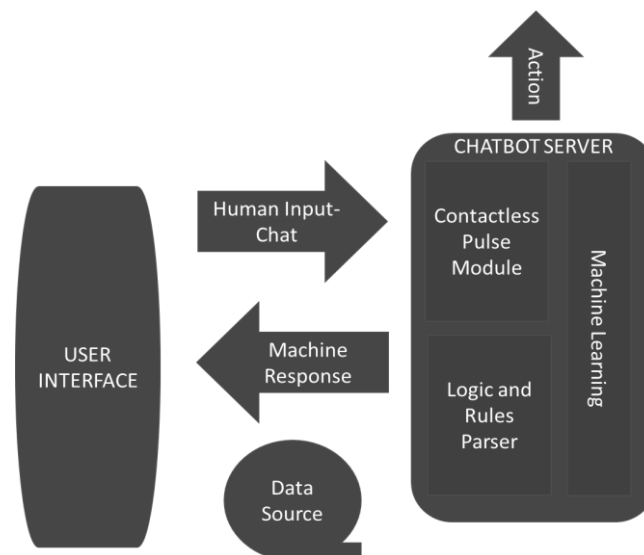 Action
CHATBOT SERVER
Human Input-
Chat
Contactless
Pulse
Module
Machine Learning
USER
INTERFACE
Machine
Response
Logic and
Rules
Parser
Data
Source